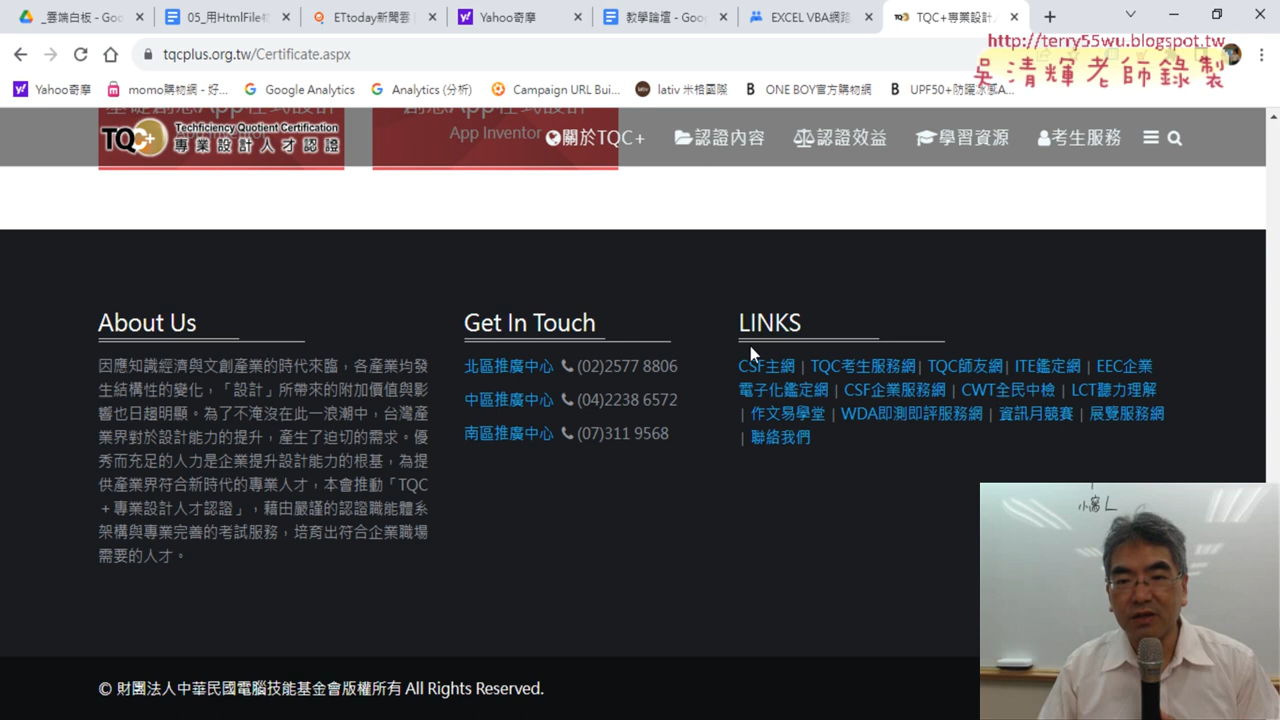 _雲端白板 - Goo
05_用HtmlFile物
ETtoday新聞雲
Yahoo奇摩
教學論壇 - Goo
EXCEL VBA網路
TQC+專業設計人
tqcplus.org.tw/Certificate.aspx
http://terry55wu.blogspot.tw
吳清輝老師錄製
Yahoo奇摩
momo購物網 - 好...
Google Analytics
Analytics (分析)
Campaign URL Bui...
lativ 米格國際
ONE BOY官方購網
UPF50+防曬冰感A...
App Inventor
TQC+
Techficiency Quotient Certification
專業設計人才認證
關於TQC+
認證內容
認證效益
學習資源
考生服務
About Us
因應知識經濟與文創產業的時代來臨，各產業均發
生結構性的變化，「設計」所帶來的附加價值與影
響也日趨明顯。為了不淹沒在此一浪潮中，台灣產
業界對於設計能力的提升，產生了迫切的需求。優
秀而充足的人力是企業提升設計能力的根基，為提
供產業界符合新時代的專業人才，本會推動「TQC
＋專業設計人才認證」，藉由嚴謹的認證職能體系
架構與專業完善的考試服務，培育出符合企業職場
需要的人才。
Get In Touch
北區推廣中心 (02)2577 8806
中區推廣中心 (04)2238 6572
南區推廣中心 (07)311 9568
LINKS
CSF主網 | TQC考生服務網| TQC師友網| ITE鑑定網 | EEC企業
電子化鑑定網 | CSF企業服務網 | CWT全民中檢 | LCT聽力理解
| 作文易學堂 | WDA即測即評服務網 | 資訊月競賽 | 展覽服務網
| 聯絡我們
© 財團法人中華民國電腦技能基金會版權所有 All Rights Reserved.